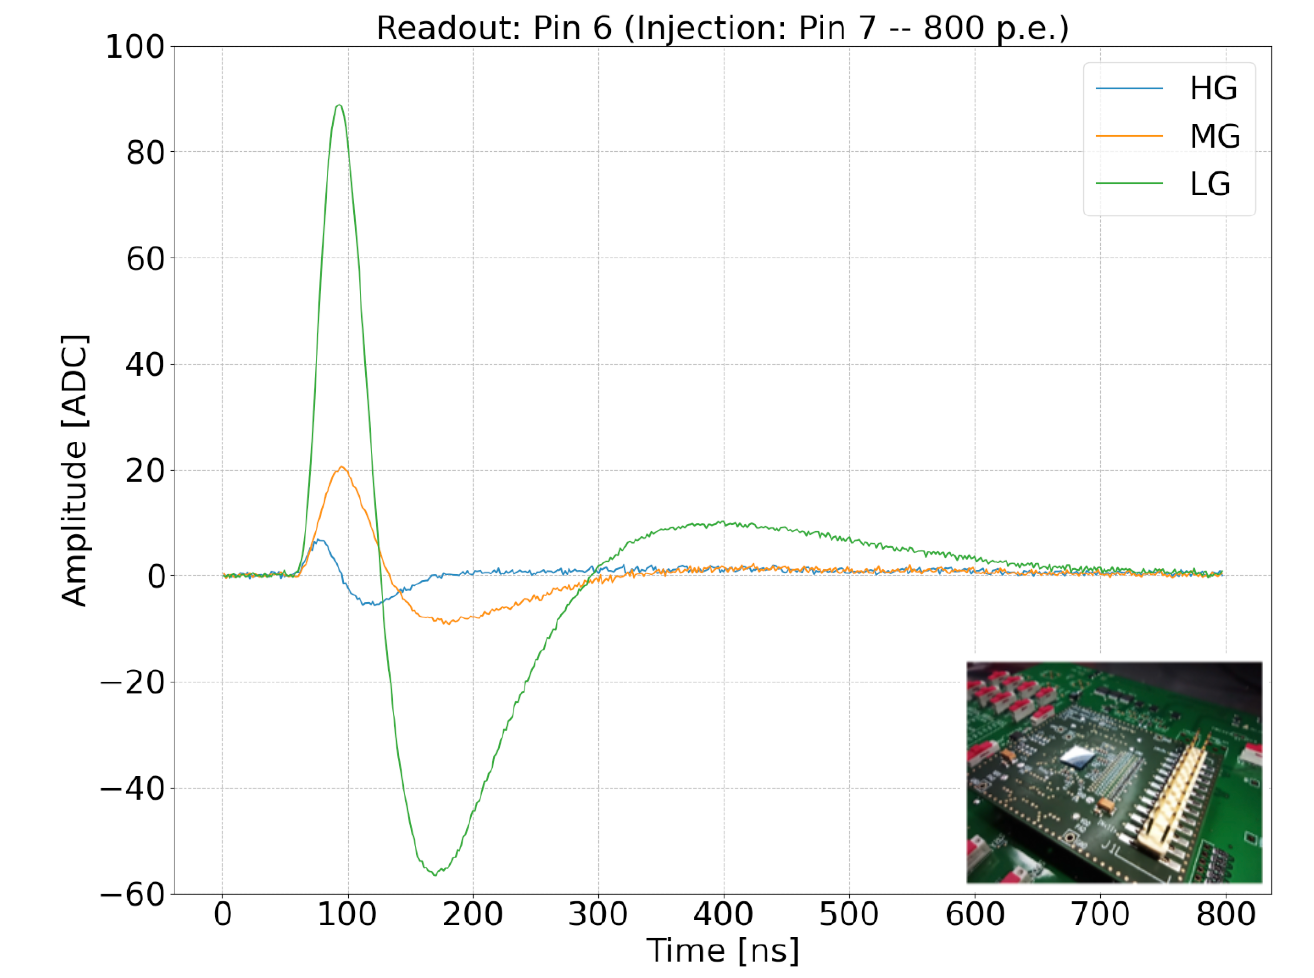 Readout: Pin 6 (Injection: Pin 7 -- 800 p.e.)
100
80
60
40
20
0
−20
−40
−60
Amplitude [ADC]
HG
MG
LG
0 100 200 300 400 500 600 700 800
Time [ns]